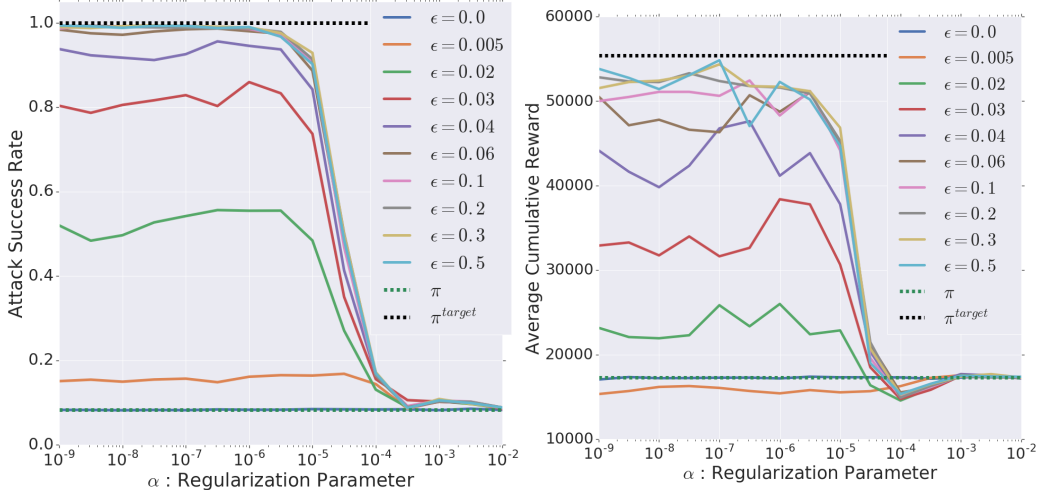 Attack Success Rate
1.0
0.8
0.6
0.4
0.2
0.0
10⁻⁹ 10⁻⁸ 10⁻⁷ 10⁻⁶ 10⁻⁵ 10⁻⁴ 10⁻³ 10⁻²
α : Regularization Parameter
ϵ = 0.0
ϵ = 0.005
ϵ = 0.02
ϵ = 0.03
ϵ = 0.04
ϵ = 0.06
ϵ = 0.1
ϵ = 0.2
ϵ = 0.3
ϵ = 0.5
π
π^target
Average Cumulative Reward
60000
50000
40000
30000
20000
10000
10⁻⁹ 10⁻⁸ 10⁻⁷ 10⁻⁶ 10⁻⁵ 10⁻⁴ 10⁻³ 10⁻²
α : Regularization Parameter
ϵ = 0.0
ϵ = 0.005
ϵ = 0.02
ϵ = 0.03
ϵ = 0.04
ϵ = 0.06
ϵ = 0.1
ϵ = 0.2
ϵ = 0.3
ϵ = 0.5
π
π^target